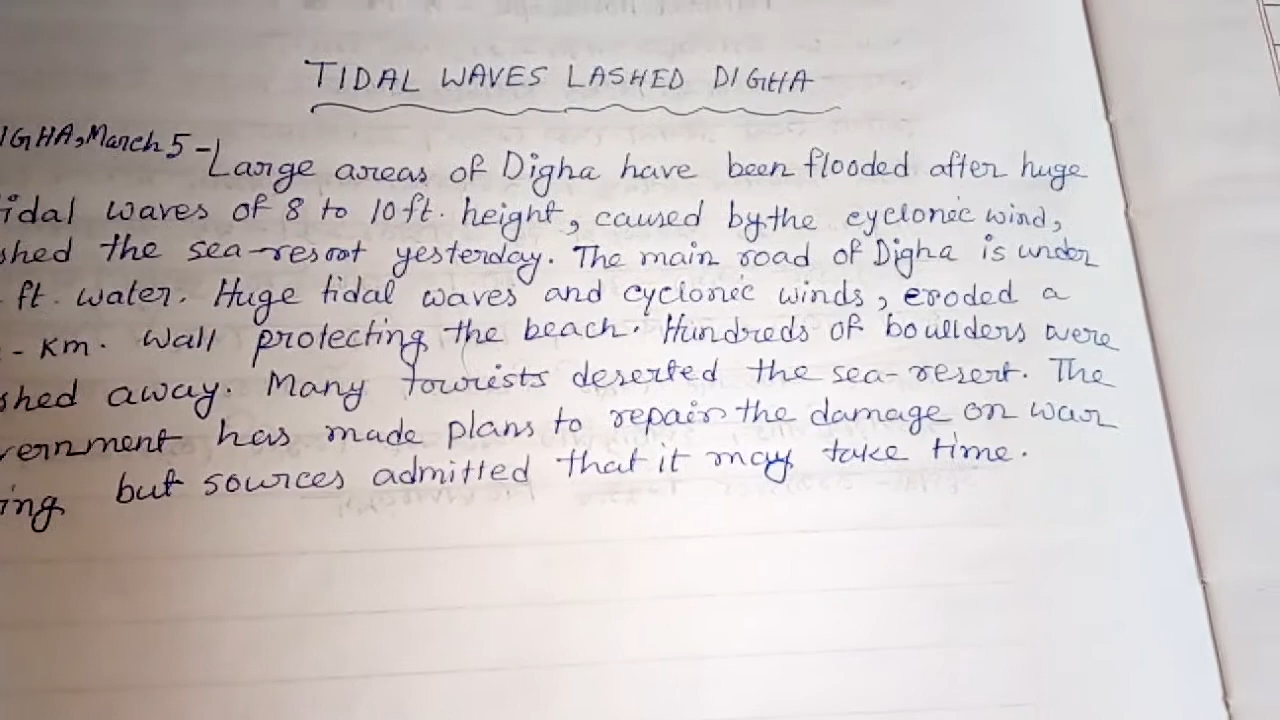 TIDAL WAVES LASHED DIGHA
IGHA, March 5 - Large areas of Digha have been flooded after huge
idal waves of 8 to 10 ft. height, caused by the cyclonic wind,
shed the sea-resort yesterday. The main road of Digha is under
ft. water. Huge tidal waves and cyclonic winds, eroded a
- Km. wall protecting the beach. Hundreds of boullders were
shed away. Many tourists deserted the sea-resert. The
vernment has made plans to repair the damage on war
ing but sources admitted that it may take time.